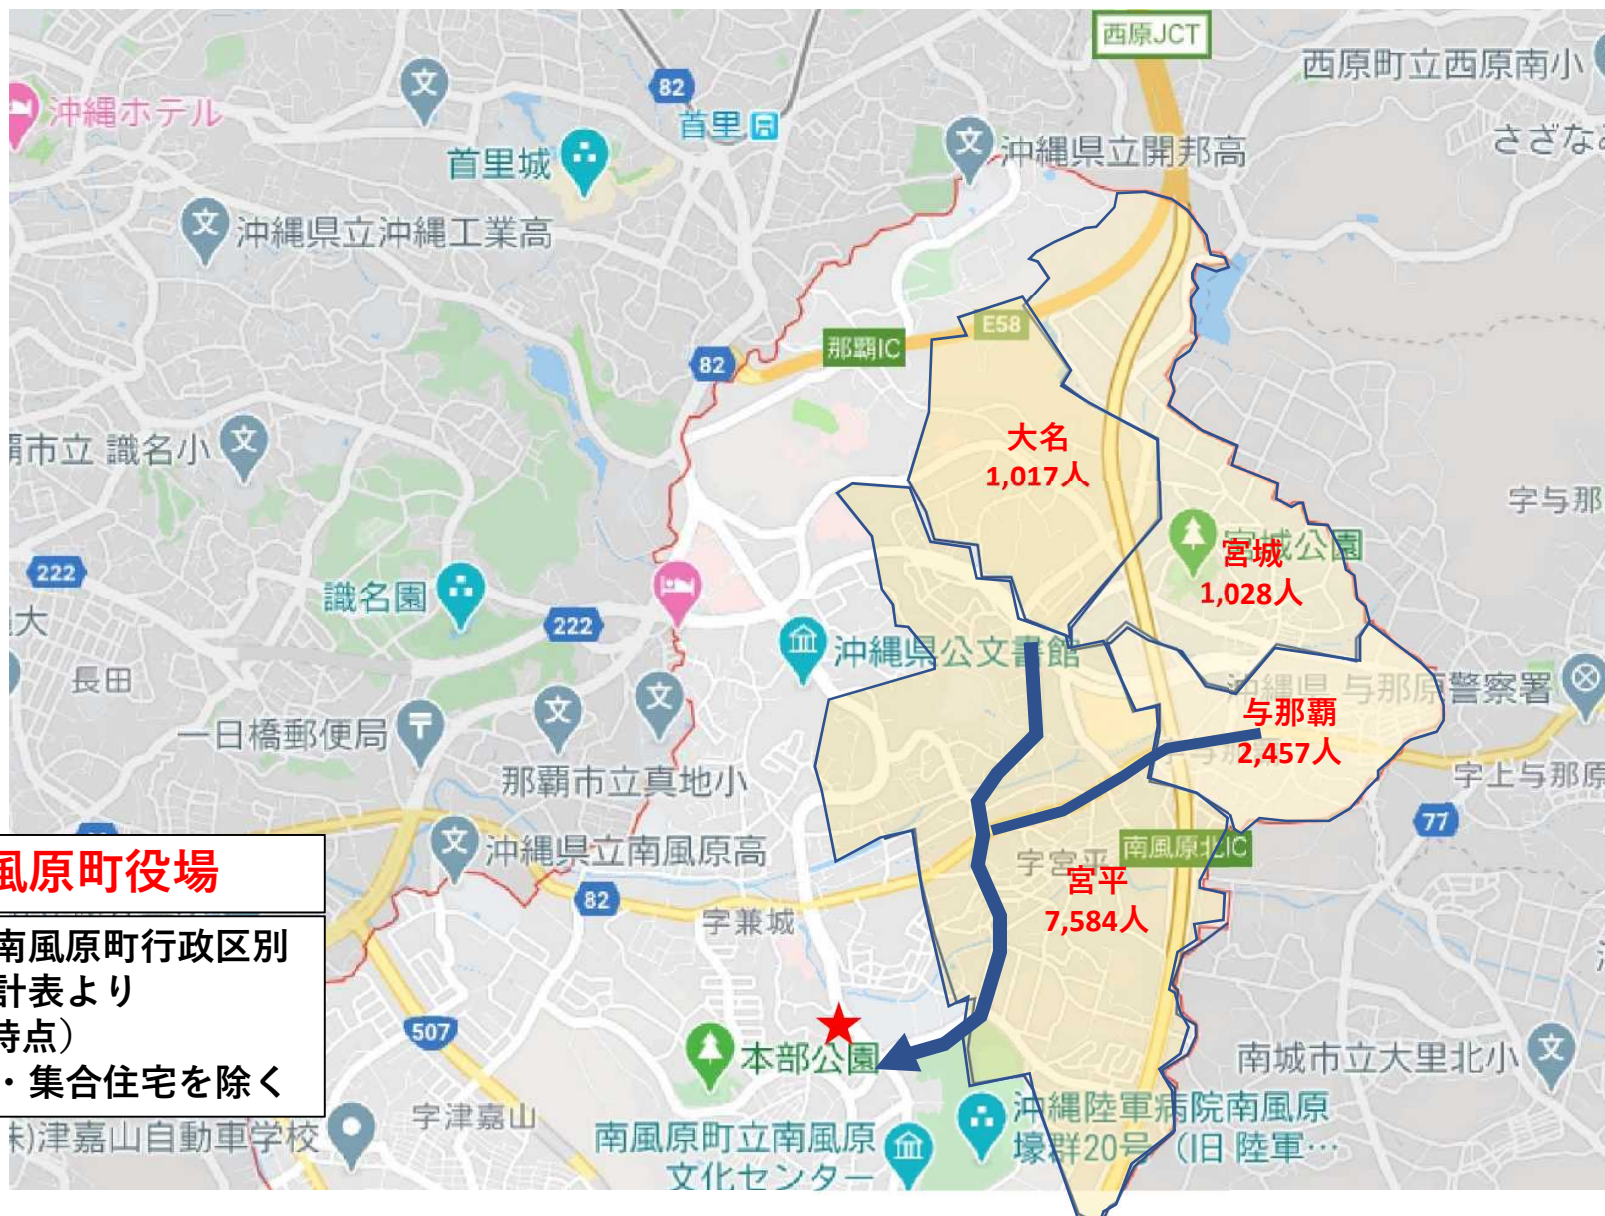 西原JCT
西原町立西原南小
沖縄ホテル
82
首里
さざなみ
首里城
沖縄県立開邦高
沖縄県立沖縄工業高
E58
那覇IC
82
大名
1,017人
覇市立 識名小
字与那
宮城公園
宮城
1,028人
222
識名園
222
大
沖縄県公文書館
長田
沖縄県 与那原警察署
与那覇
2,457人
一日橋郵便局
那覇市立真地小
字上与那原
77
沖縄県立南風原高
南風原北IC
字宮平
宮平
7,584人
風原町役場
82
字兼城
南風原町行政区別
計表より
時点）
・集合住宅を除く
507
本部公園
南城市立大里北小
字津嘉山
株)津嘉山自動車学校
南風原町立南風原
文化センター
沖縄陸軍病院南風原
壕群20号（旧 陸軍…